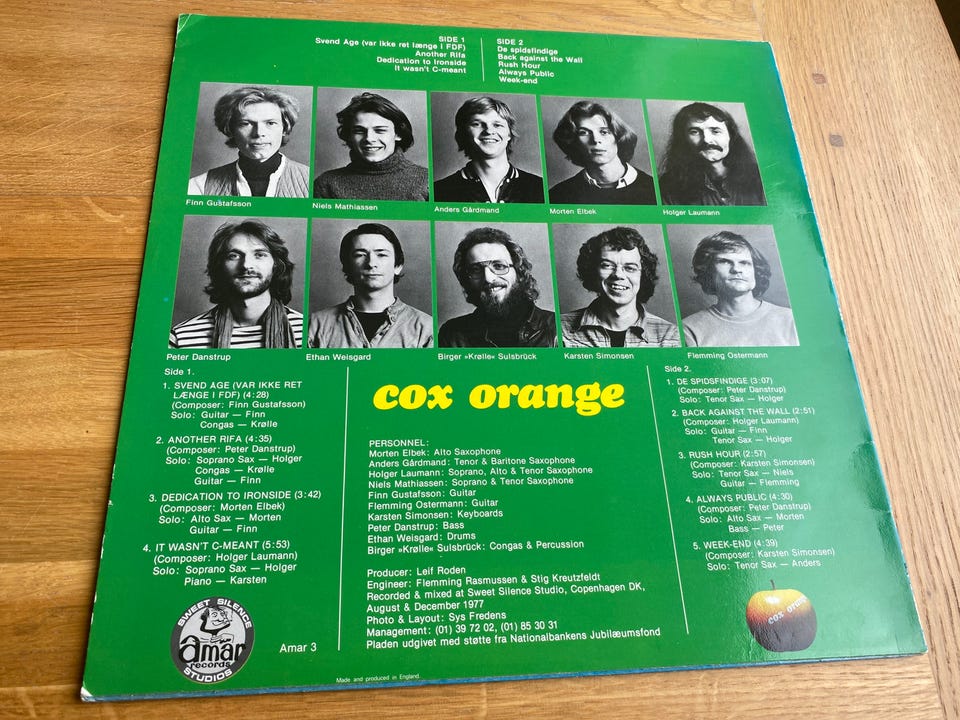 SIDE 1
Svend Age (var ikke ret længe i FDF)
Another Rifa
Dedication to Ironside
It wasn't C-meant
SIDE 2
De spidsfindige
Back against the Wall
Rush Hour
Always Public
Week-end
Finn Gustafsson
Niels Mathiassen
Anders Gårdmand
Morten Elbek
Holger Laumann
Peter Danstrup
Ethan Weisgard
Birger »Krølle« Sulsbrück
Karsten Simonsen
Flemming Ostermann
Side 1.
1. SVEND ÅGE (VAR IKKE RET
LÆNGE I FDF) (4:28)
(Composer: Finn Gustafsson)
Solo: Guitar — Finn
Congas — Krølle
2. ANOTHER RIFA (4:35)
(Composer: Peter Danstrup)
Solo: Soprano Sax — Holger
Congas — Krølle
Guitar — Finn
3. DEDICATION TO IRONSIDE (3:42)
(Composer: Morten Elbek)
Solo: Alto Sax — Morten
Guitar — Finn
4. IT WASN'T C-MEANT (5:53)
(Composer: Holger Laumann)
Solo: Soprano Sax — Holger
Piano — Karsten
SWEET SILENCE
amar
records
STUDIOS
Amar 3
cox orange
PERSONNEL:
Morten Elbek: Alto Saxophone
Anders Gårdmand: Tenor & Baritone Saxophone
Holger Laumann: Soprano, Alto & Tenor Saxophone
Niels Mathiassen: Soprano & Tenor Saxophone
Finn Gustafsson: Guitar
Flemming Ostermann: Guitar
Karsten Simonsen: Keyboards
Peter Danstrup: Bass
Ethan Weisgard: Drums
Birger »Krølle« Sulsbrück: Congas & Percussion
Producer: Leif Roden
Engineer: Flemming Rasmussen & Stig Kreutzfeldt
Recorded & mixed at Sweet Silence Studio, Copenhagen DK,
August & December 1977
Photo & Layout: Sys Fredens
Management: (01) 39 72 02, (01) 85 30 31
Pladen udgivet med støtte fra Nationalbankens Jubilæumsfond
Made and produced in England.
Side 2.
1. DE SPIDSFINDIGE (3:07)
(Composer: Peter Danstrup)
Solo: Tenor Sax — Holger
2. BACK AGAINST THE WALL (2:51)
(Composer: Holger Laumann)
Solo: Guitar — Finn
Tenor Sax — Holger
3. RUSH HOUR (2:57)
(Composer: Karsten Simonsen)
Solo: Tenor Sax — Niels
Guitar — Flemming
4. ALWAYS PUBLIC (4:30)
(Composer: Peter Danstrup)
Solo: Alto Sax — Morten
Bass — Peter
5. WEEK-END (4:39)
(Composer: Karsten Simonsen)
Solo: Tenor Sax — Anders
cox orange